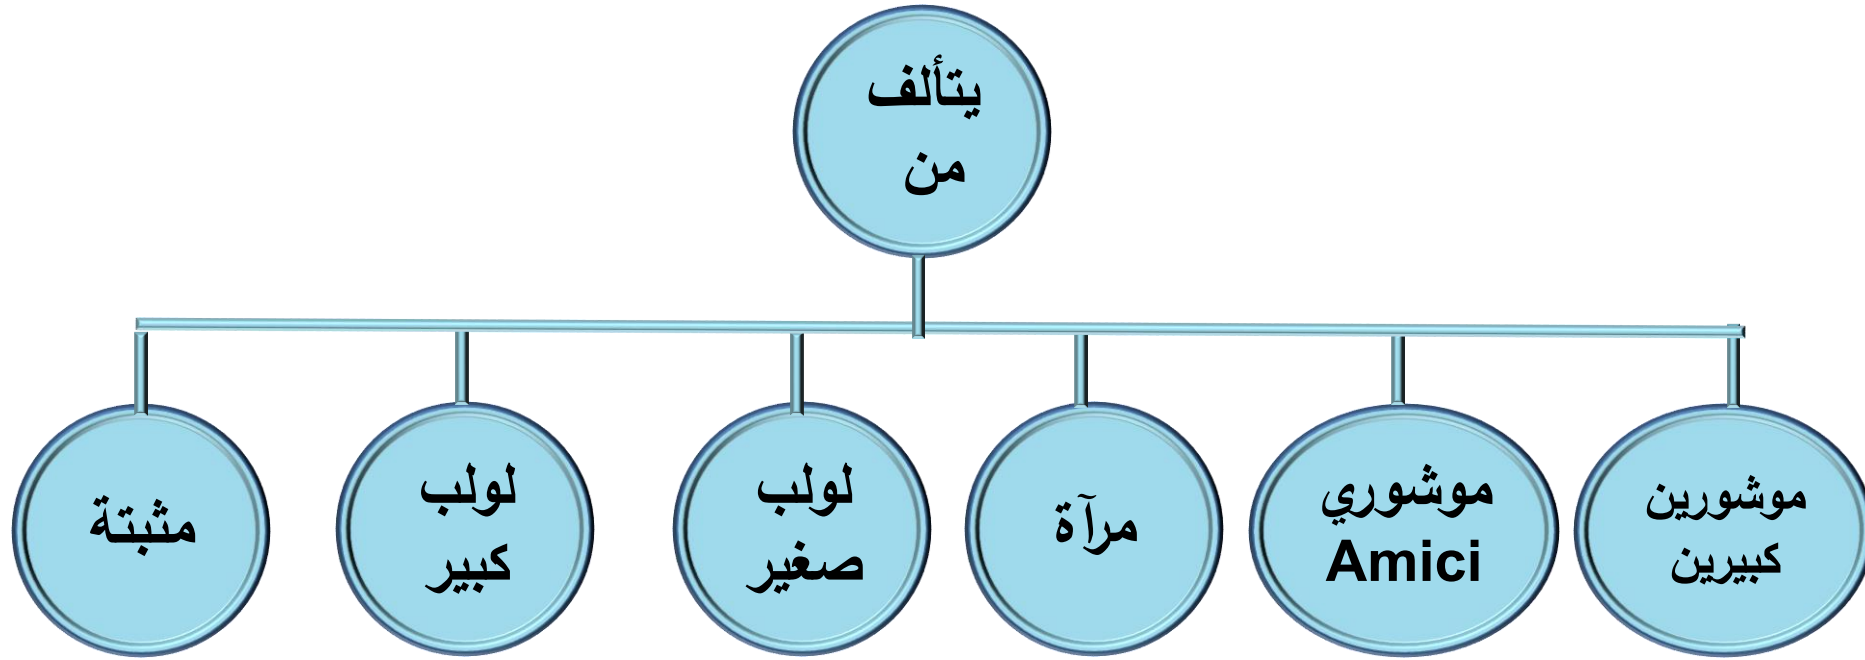 يتألف
من
موشورين
كبيرين
موشوري
Amici
مرآة
لولب
صغير
لولب
كبير
مثبتة